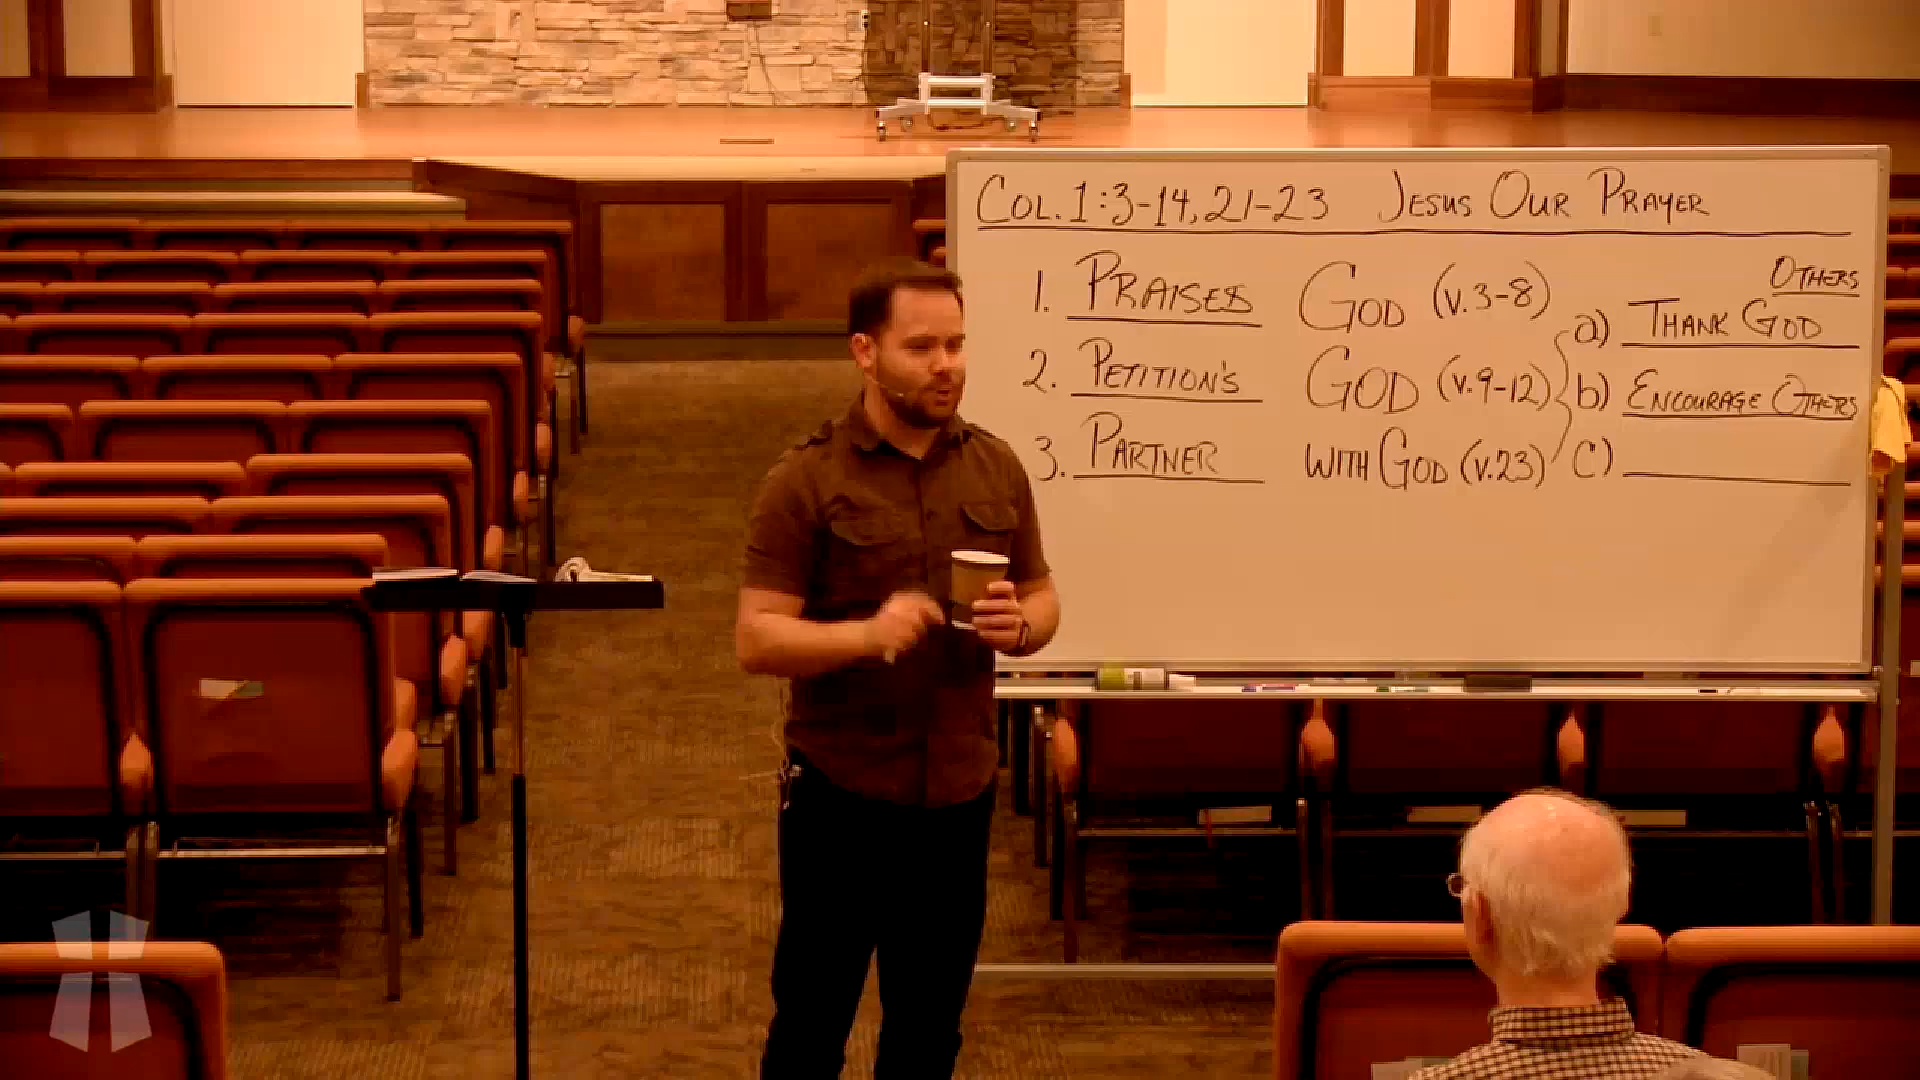 COL. 1:3-14, 21-23 JESUS OUR PRAYER
1. PRAISES GOD (V.3-8)
2. PETITION'S GOD (V.9-12)
3. PARTNER WITH GOD (V.23)
OTHERS
a) THANK GOD
b) ENCOURAGE OTHERS
C)